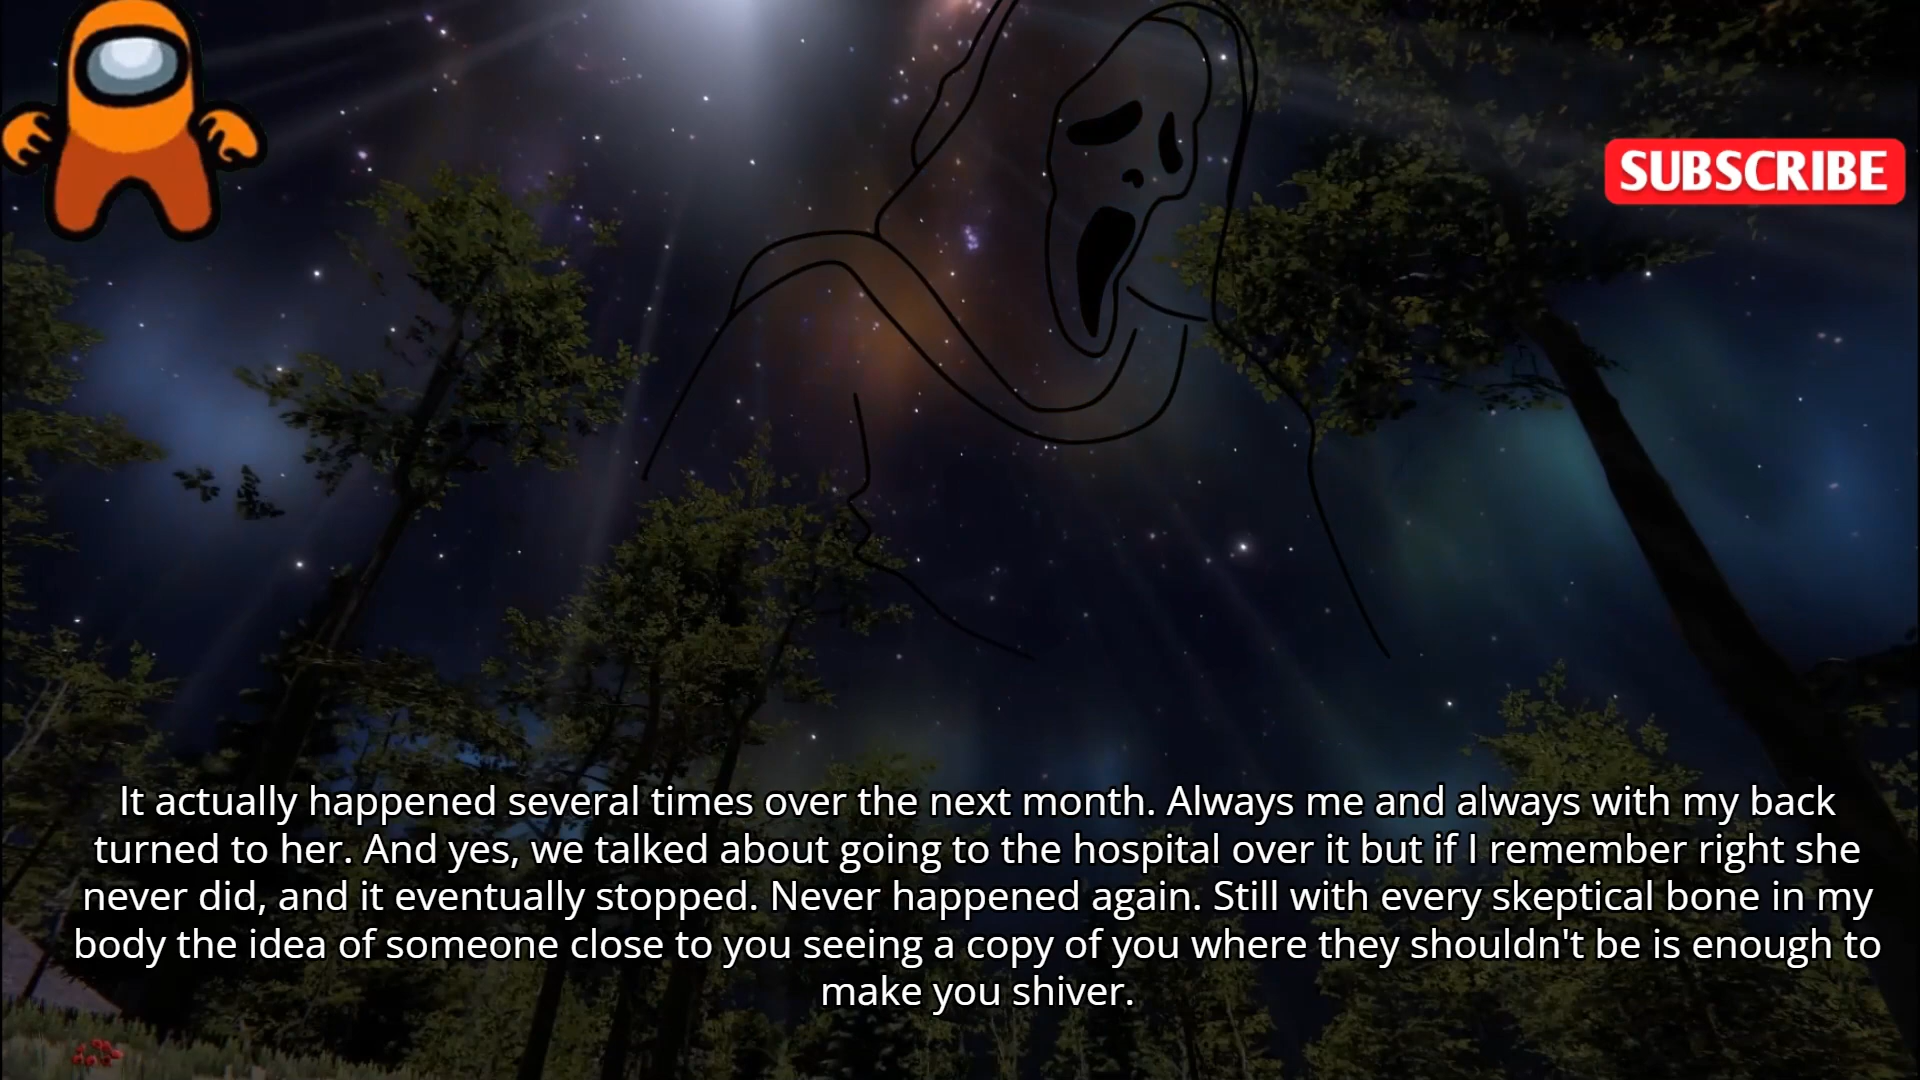 SUBSCRIBE
It actually happened several times over the next month. Always me and always with my back
turned to her. And yes, we talked about going to the hospital over it but if I remember right she
never did, and it eventually stopped. Never happened again. Still with every skeptical bone in my
body the idea of someone close to you seeing a copy of you where they shouldn't be is enough to
make you shiver.